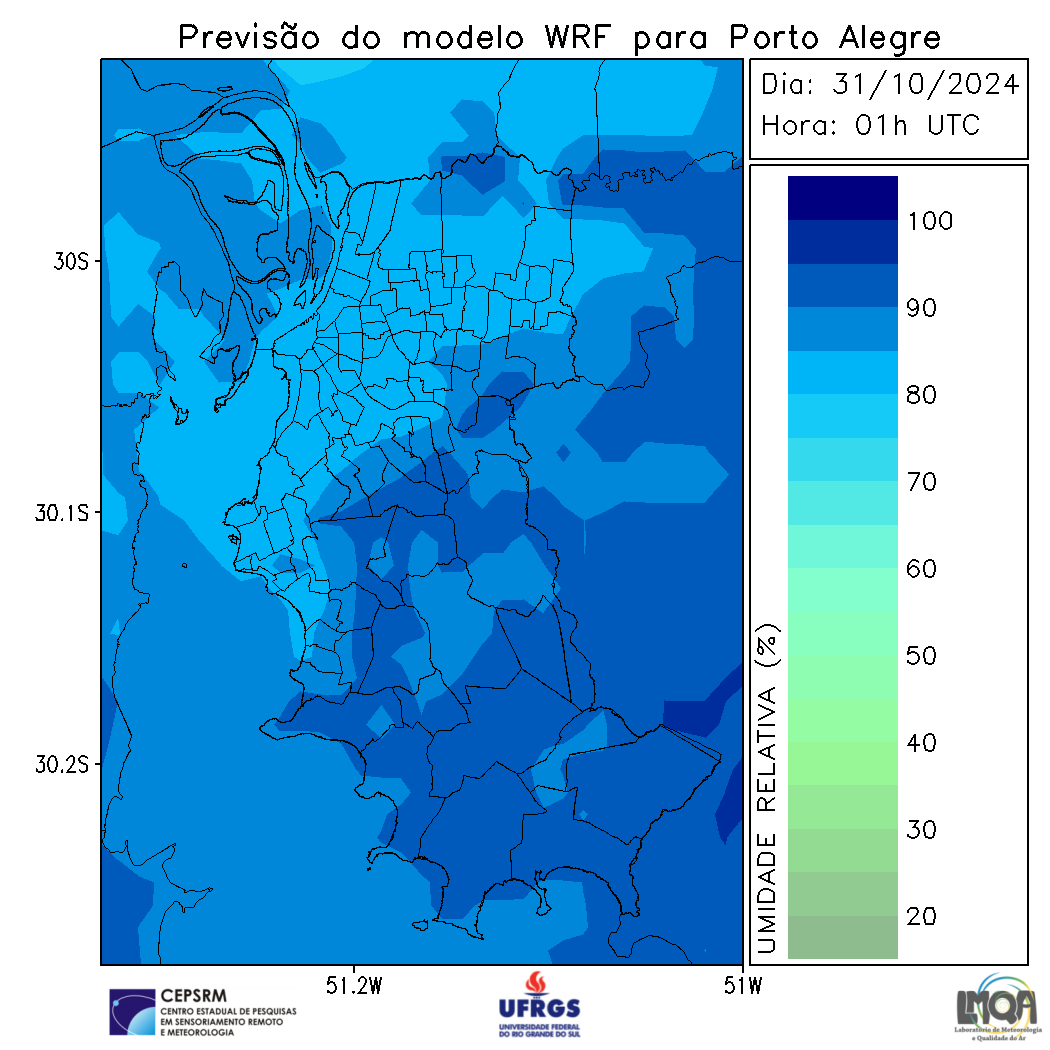 Previsão do modelo WRF para Porto Alegre
Dia: 31/10/2024
Hora: 01h UTC
100
90
80
70
60
50
40
30
20
UMIDADE RELATIVA (%)
30S
30.1S
30.2S
51.2W
51W
CEPSRM
CENTRO ESTADUAL DE PESQUISAS
EM SENSORIAMENTO REMOTO
E METEOROLOGIA
UFRGS
UNIVERSIDADE FEDERAL
DO RIO GRANDE DO SUL
LMQA
Laboratório de Meteorologia
e Qualidade do Ar